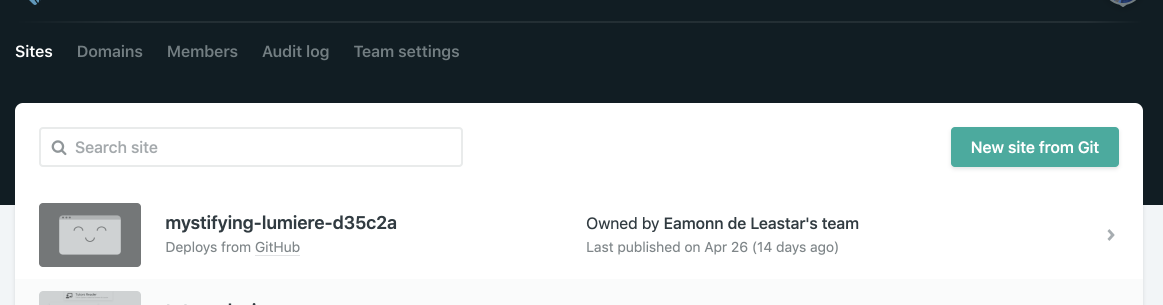 Sites Domains Members Audit log Team settings
Search site
New site from Git
mystifying-lumiere-d35c2a
Deploys from GitHub
Owned by Eamonn de Leastar's team
Last published on Apr 26 (14 days ago)